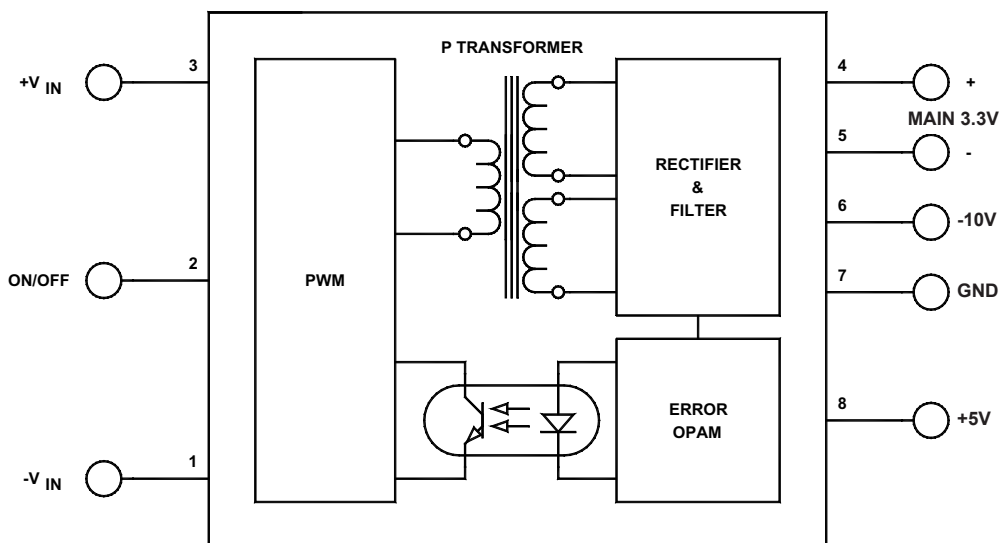 P TRANSFORMER
3
+V IN
4
+
MAIN 3.3V
5
-
RECTIFIER
&
FILTER
6
-10V
2
ON/OFF
PWM
7
GND
ERROR
OPAM
8
+5V
1
-V IN